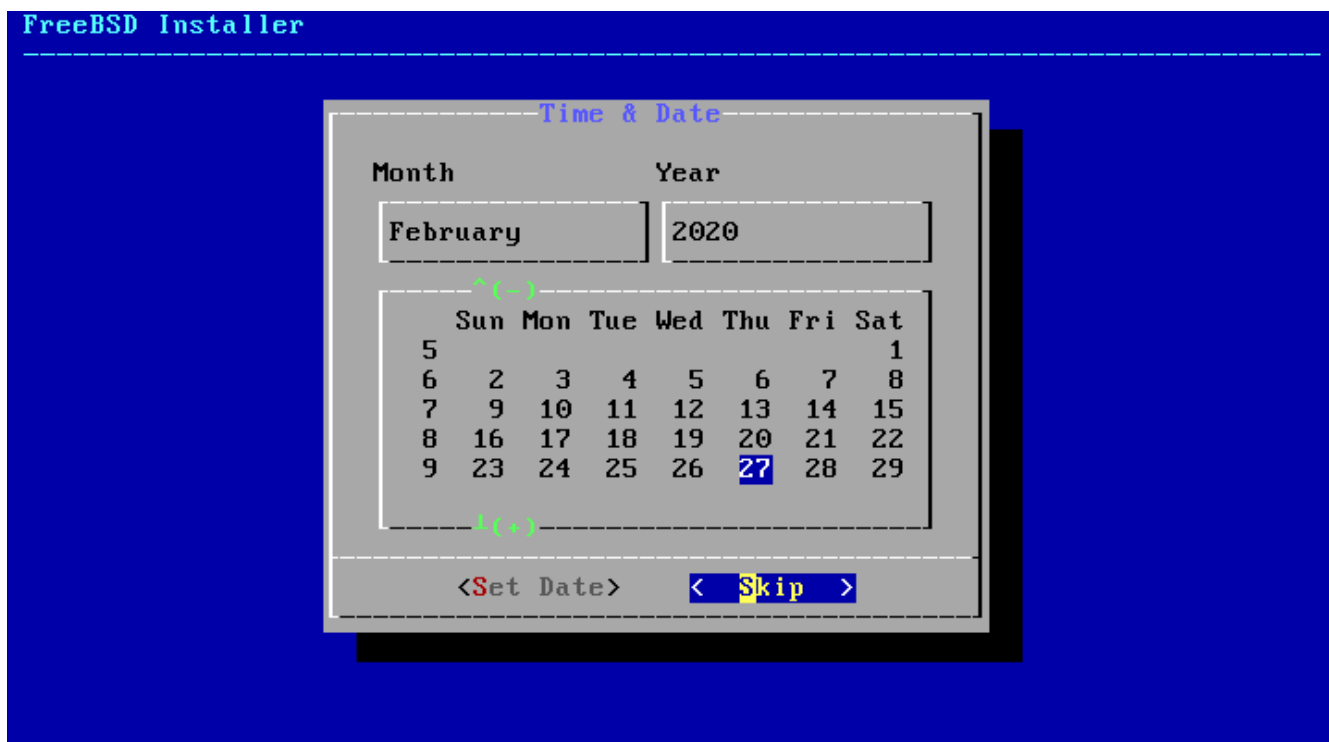 FreeBSD Installer
Time & Date
Month Year
February 2020
^(-)
Sun Mon Tue Wed Thu Fri Sat
5 1
6 2 3 4 5 6 7 8
7 9 10 11 12 13 14 15
8 16 17 18 19 20 21 22
9 23 24 25 26 27 28 29
┴(+)
<Set Date> < Skip >